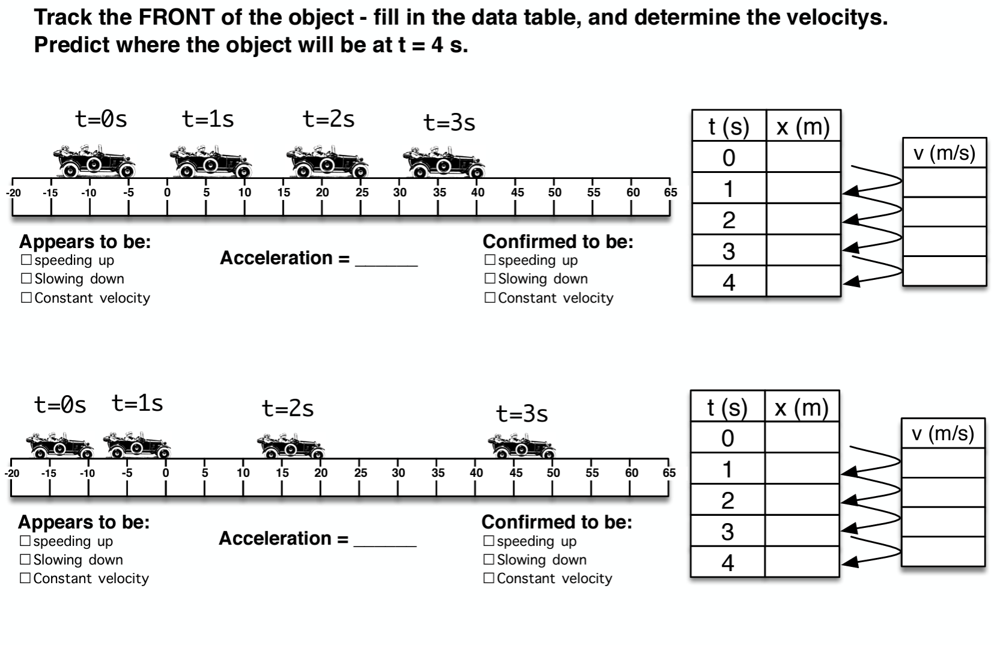 Track the FRONT of the object - fill in the data table, and determine the velocitys.
Predict where the object will be at t = 4 s.
t=0s t=1s t=2s t=3s
-20 -15 -10 -5 0 5 10 15 20 25 30 35 40 45 50 55 60 65
Appears to be:
speeding up
Slowing down
Constant velocity
Acceleration = ______
Confirmed to be:
speeding up
Slowing down
Constant velocity
t (s) x (m)
0
1
2
3
4
v (m/s)
t=0s t=1s t=2s t=3s
-20 -15 -10 -5 0 5 10 15 20 25 30 35 40 45 50 55 60 65
Appears to be:
speeding up
Slowing down
Constant velocity
Acceleration = ______
Confirmed to be:
speeding up
Slowing down
Constant velocity
t (s) x (m)
0
1
2
3
4
v (m/s)